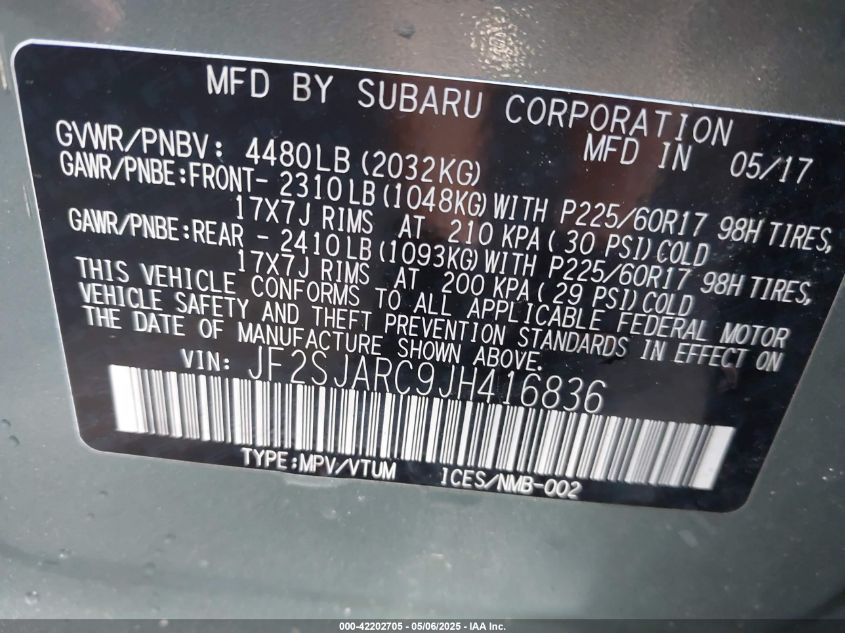 MFD BY SUBARU CORPORATION
GVWR/PNBV: 4480LB (2032KG) MFD IN 05/17
GAWR/PNBE:FRONT- 2310LB (1048KG) WITH P225/60R17 98H TIRES,
17X7J RIMS AT 210 KPA( 30 PSI) COLD
GAWR/PNBE:REAR - 2410LB (1093KG) WITH P225/60R17 98H TIRES,
17X7J RIMS AT 200 KPA( 29 PSI) COLD
THIS VEHICLE CONFORMS TO ALL APPLICABLE FEDERAL MOTOR
VEHICLE SAFETY AND THEFT PREVENTION STANDARDS IN EFFECT ON
THE DATE OF MANUFACTURE SHOWN ABOVE.
VIN: JF2SJARC9JH416836
TYPE:MPV/VTUM ICES/NMB-002
000-42202705 - 05/06/2025 - IAA Inc.